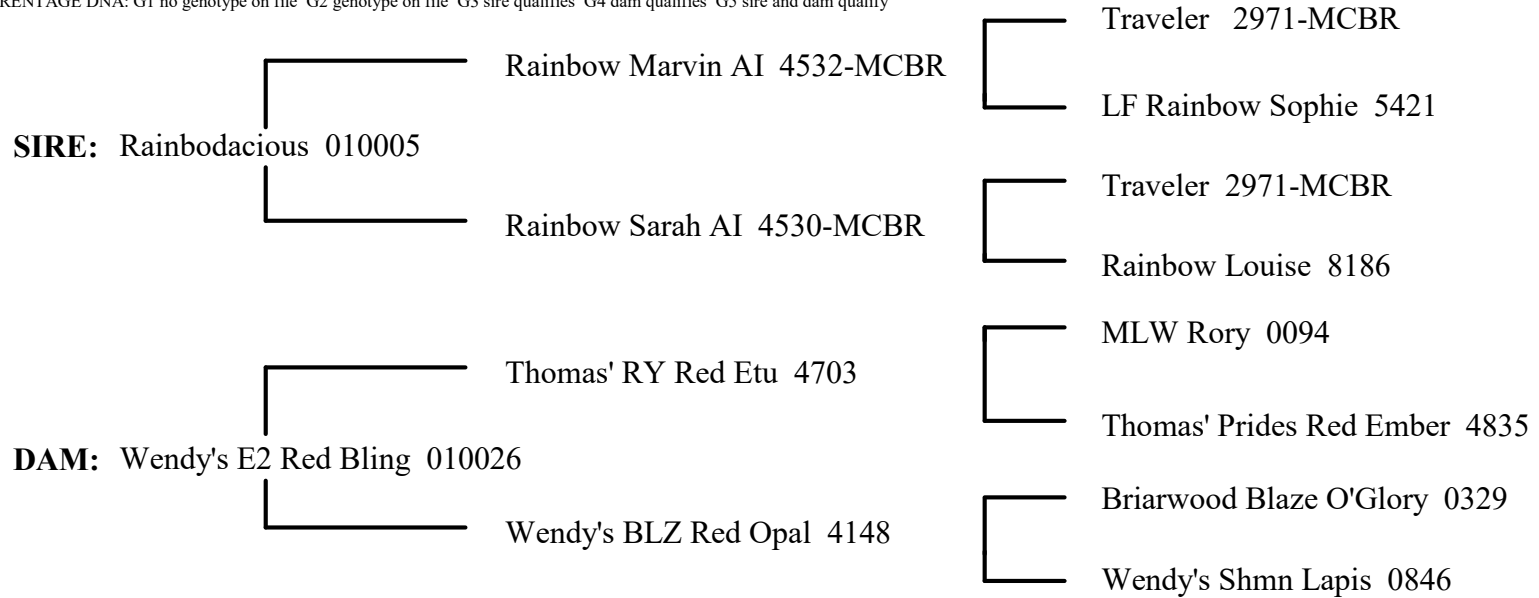 RENTAGE DNA: G1 no genotype on file  G2 genotype on file  G3 sire qualifies  G4 dam qualifies  G5 sire and dam qualify
Traveler 2971-MCBR
Rainbow Marvin AI 4532-MCBR
LF Rainbow Sophie 5421
SIRE: Rainbodacious 010005
Traveler 2971-MCBR
Rainbow Sarah AI 4530-MCBR
Rainbow Louise 8186
MLW Rory 0094
Thomas' RY Red Etu 4703
Thomas' Prides Red Ember 4835
DAM: Wendy's E2 Red Bling 010026
Briarwood Blaze O'Glory 0329
Wendy's BLZ Red Opal 4148
Wendy's Shmn Lapis 0846